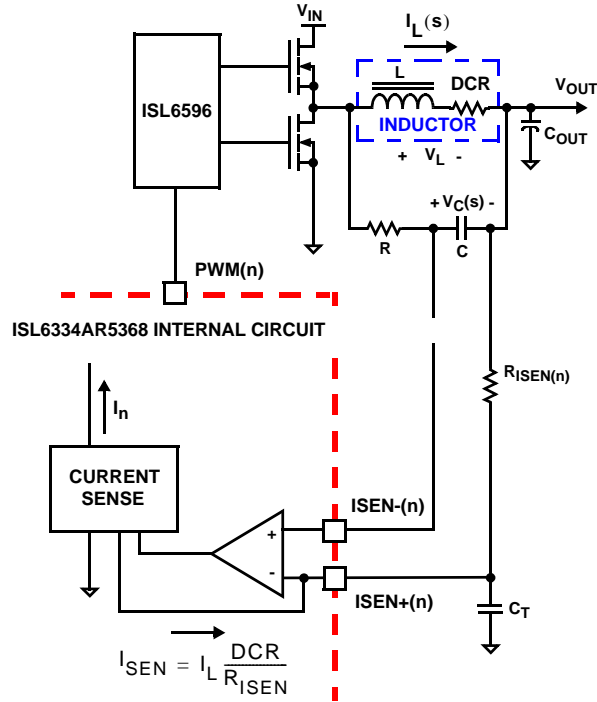 VIN
IL(s)
L
DCR
VOUT
ISL6596
INDUCTOR
COUT
+ VL -
+ VC(s) -
R
C
PWM(n)
ISL6334AR5368 INTERNAL CIRCUIT
RISEN(n)
In
CURRENT
SENSE
ISEN-(n)
+
-
ISEN+(n)
CT
ISEN = IL DCR/RISEN